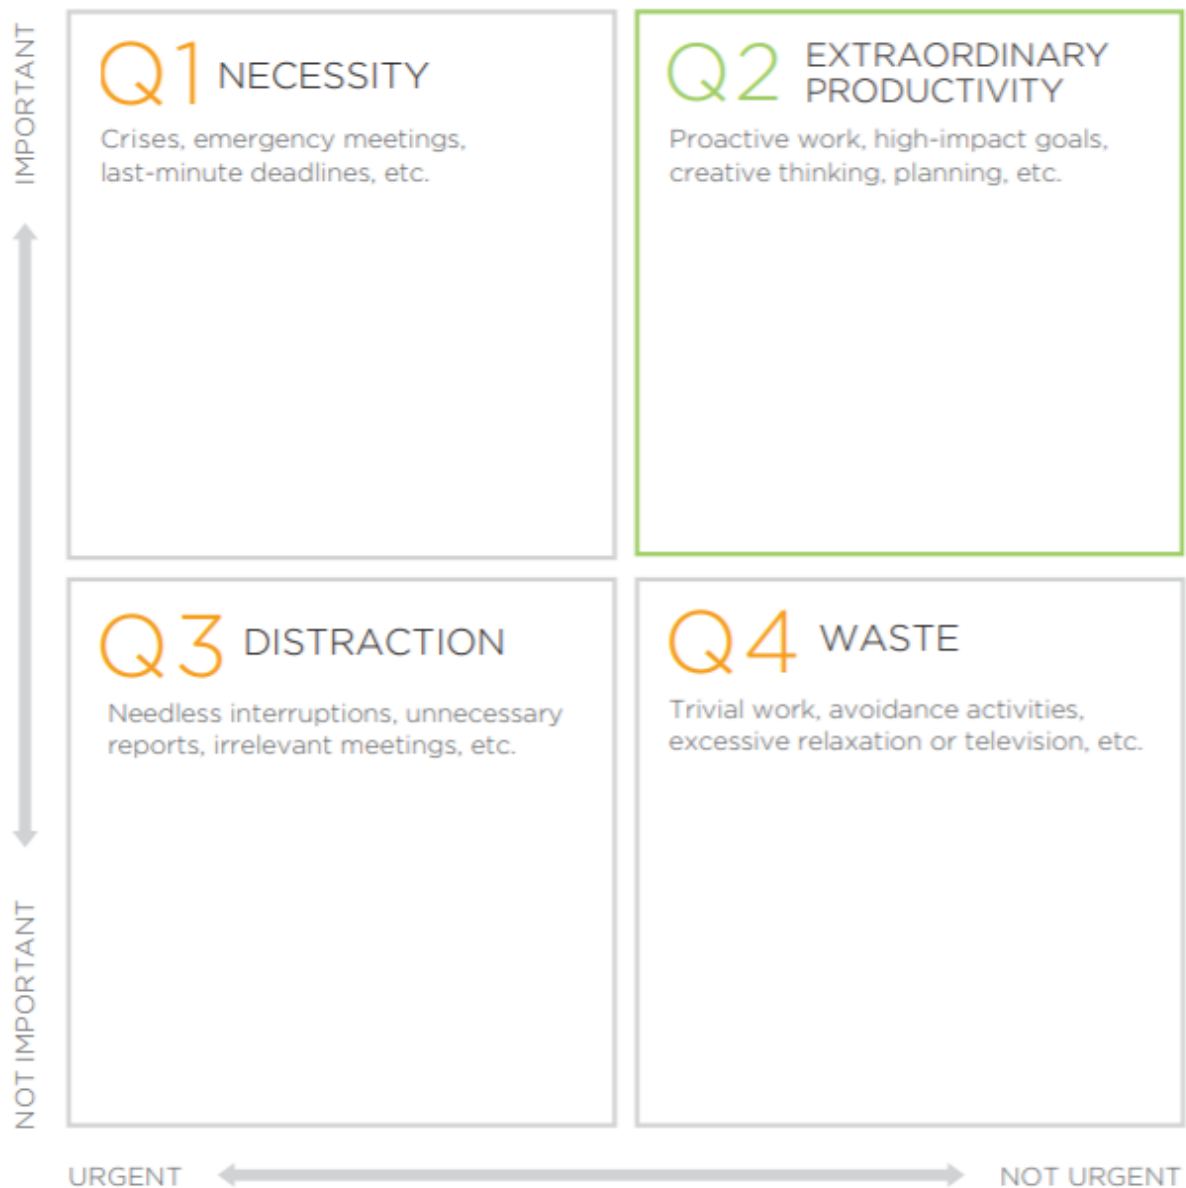 IMPORTANT
Q1 NECESSITY
Crises, emergency meetings,
last-minute deadlines, etc.
Q2 EXTRAORDINARY
PRODUCTIVITY
Proactive work, high-impact goals,
creative thinking, planning, etc.
Q3 DISTRACTION
Needless interruptions, unnecessary
reports, irrelevant meetings, etc.
Q4 WASTE
Trivial work, avoidance activities,
excessive relaxation or television, etc.
NOT IMPORTANT
URGENT
NOT URGENT